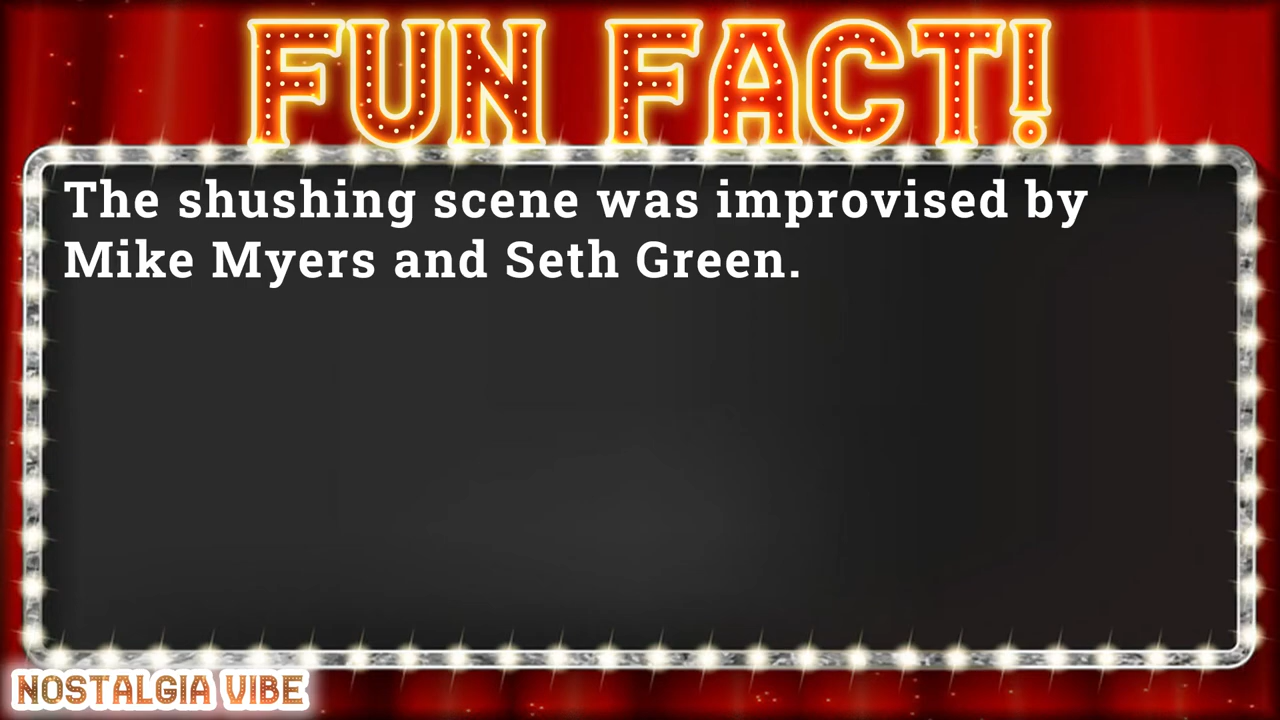 FUN FACT!
The shushing scene was improvised by
Mike Myers and Seth Green.
NOSTALGIA VIBE